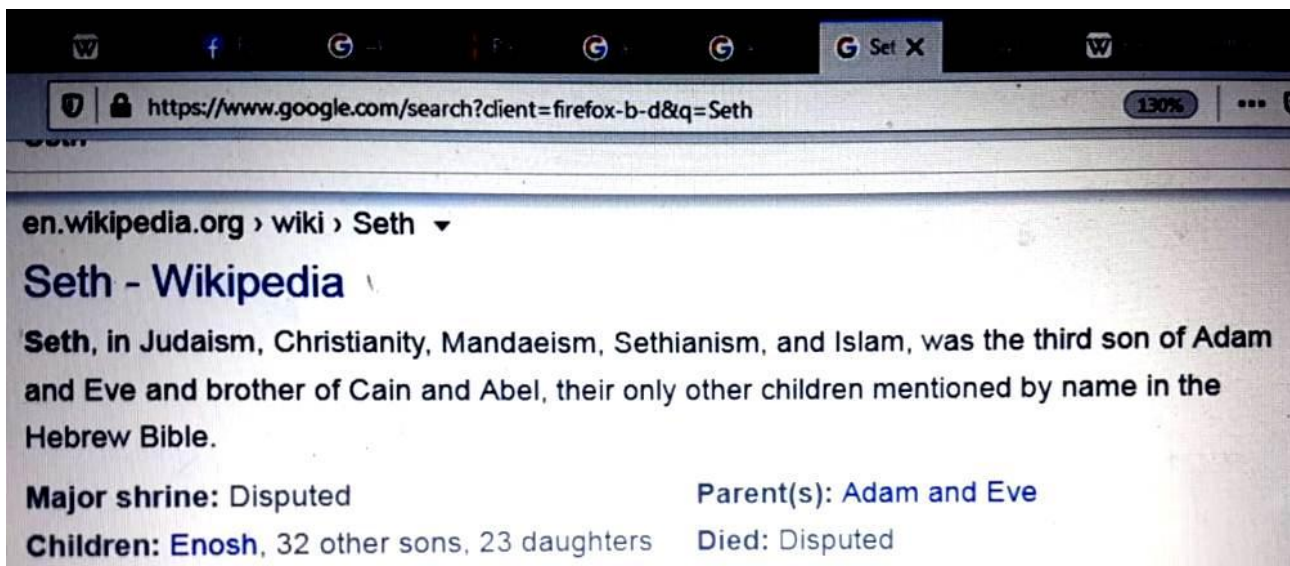 Set
https://www.google.com/search?client=firefox-b-d&q=Seth
130%
en.wikipedia.org › wiki › Seth
Seth - Wikipedia
Seth, in Judaism, Christianity, Mandaeism, Sethianism, and Islam, was the third son of Adam
and Eve and brother of Cain and Abel, their only other children mentioned by name in the
Hebrew Bible.
Major shrine: Disputed Parent(s): Adam and Eve
Children: Enosh, 32 other sons, 23 daughters Died: Disputed